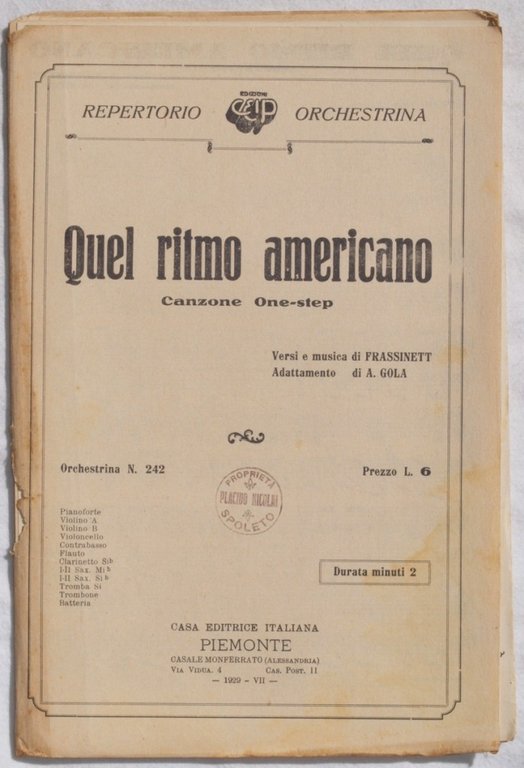 EDIZIONI
CEIP
REPERTORIO ORCHESTRINA
Quel ritmo americano
Canzone One-step
Versi e musica di FRASSINETT
Adattamento di A. GOLA
Orchestrina N. 242
Prezzo L. 6
PROPRIETÀ
PLACIDO NICOLAI
SPOLETO
Pianoforte
Violino A
Violino B
Violoncello
Contrabasso
Flauto
Clarinetto Si♭
I-II Sax. Mi♭
I-II Sax. Si♭
Tromba Si
Trombone
Batteria
Durata minuti 2
CASA EDITRICE ITALIANA
PIEMONTE
CASALE MONFERRATO (ALESSANDRIA)
VIA VIDUA. 4 CAS. POST. 11
— 1929 - VII —